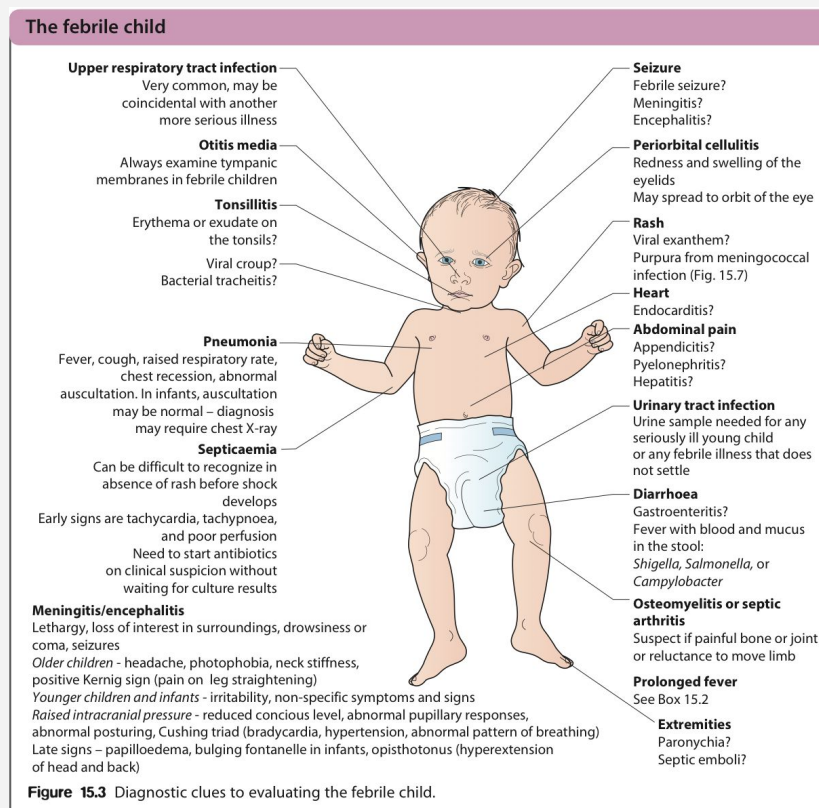 The febrile child
Upper respiratory tract infection
Very common, may be
coincidental with another
more serious illness
Otitis media
Always examine tympanic
membranes in febrile children
Tonsillitis
Erythema or exudate on
the tonsils?
Viral croup?
Bacterial tracheitis?
Pneumonia
Fever, cough, raised respiratory rate,
chest recession, abnormal
auscultation. In infants, auscultation
may be normal – diagnosis
may require chest X-ray
Septicaemia
Can be difficult to recognize in
absence of rash before shock
develops
Early signs are tachycardia, tachypnoea,
and poor perfusion
Need to start antibiotics
on clinical suspicion without
waiting for culture results
Meningitis/encephalitis
Lethargy, loss of interest in surroundings, drowsiness or
coma, seizures
Older children - headache, photophobia, neck stiffness,
positive Kernig sign (pain on leg straightening)
Younger children and infants - irritability, non-specific symptoms and signs
Raised intracranial pressure - reduced concious level, abnormal pupillary responses,
abnormal posturing, Cushing triad (bradycardia, hypertension, abnormal pattern of breathing)
Late signs – papilloedema, bulging fontanelle in infants, opisthotonus (hyperextension
of head and back)
Seizure
Febrile seizure?
Meningitis?
Encephalitis?
Periorbital cellulitis
Redness and swelling of the
eyelids
May spread to orbit of the eye
Rash
Viral exanthem?
Purpura from meningococcal
infection (Fig. 15.7)
Heart
Endocarditis?
Abdominal pain
Appendicitis?
Pyelonephritis?
Hepatitis?
Urinary tract infection
Urine sample needed for any
seriously ill young child
or any febrile illness that does
not settle
Diarrhoea
Gastroenteritis?
Fever with blood and mucus
in the stool:
Shigella, Salmonella, or
Campylobacter
Osteomyelitis or septic
arthritis
Suspect if painful bone or joint
or reluctance to move limb
Prolonged fever
See Box 15.2
Extremities
Paronychia?
Septic emboli?
Figure 15.3 Diagnostic clues to evaluating the febrile child.